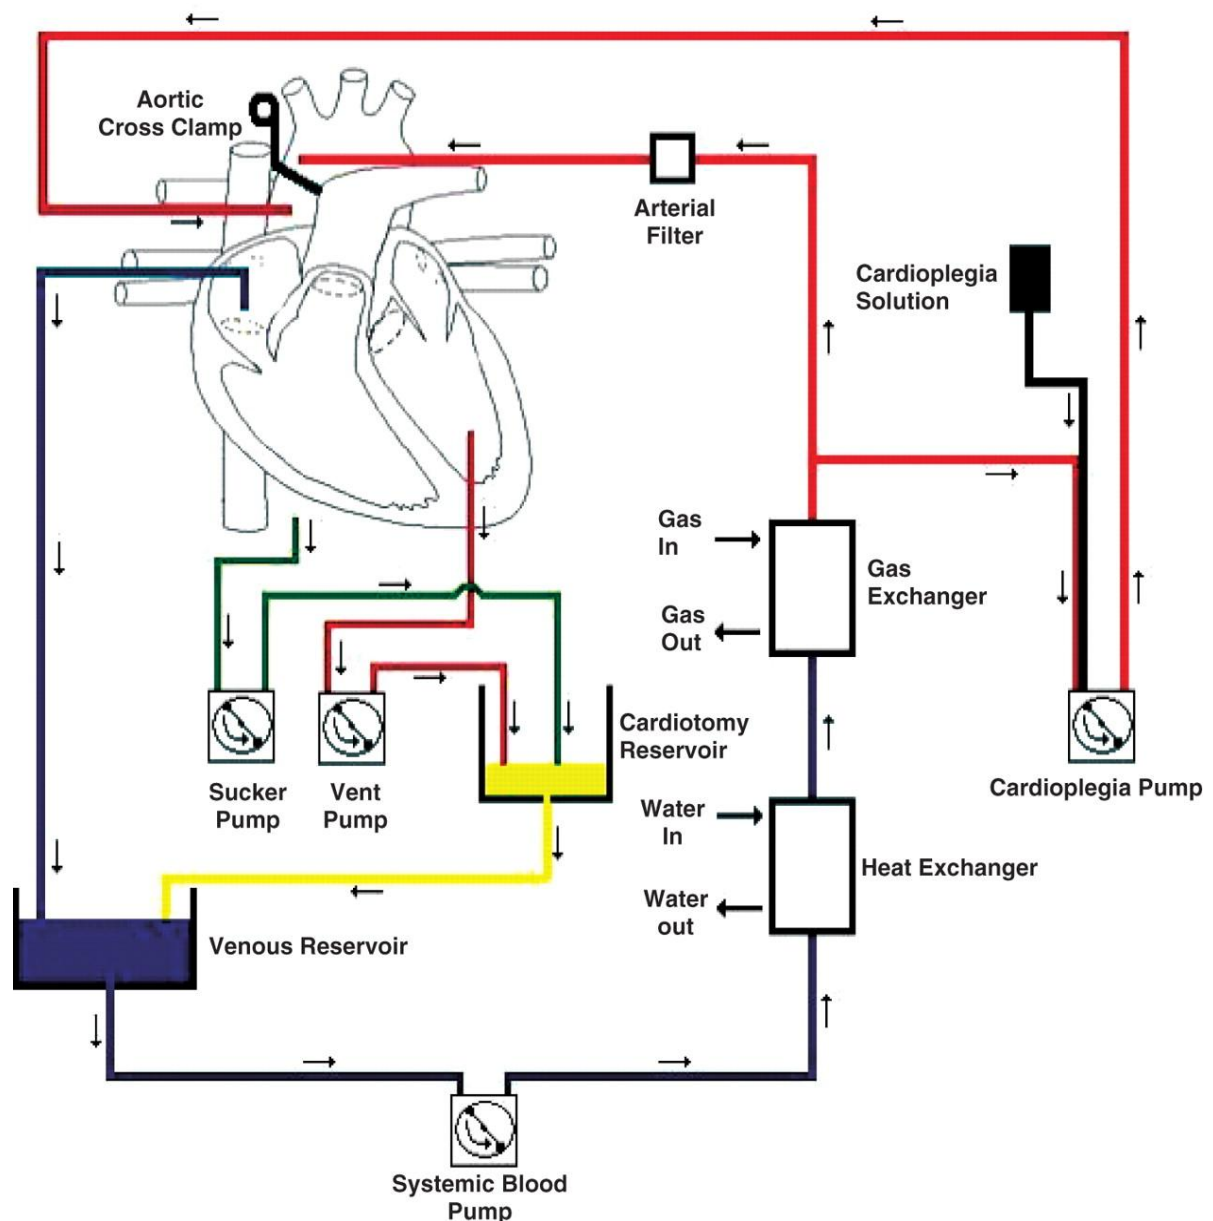 Aortic
Cross Clamp
Arterial
Filter
Cardioplegia
Solution
Gas
In
Gas
Exchanger
Gas
Out
Cardiotomy
Reservoir
Sucker
Pump
Vent
Pump
Cardioplegia Pump
Water
In
Heat Exchanger
Water
out
Venous Reservoir
Systemic Blood
Pump